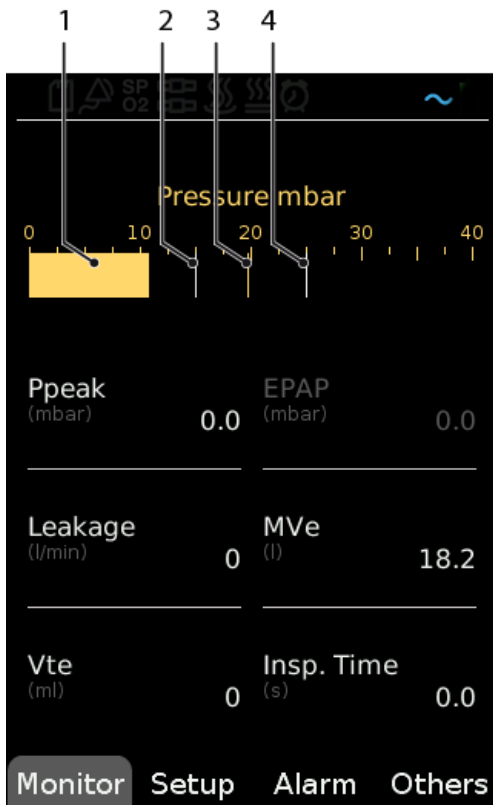 1 2 3 4
SP
O2
Pressure mbar
0 10 20 30 40
Ppeak
(mbar)
0.0
EPAP
(mbar)
0.0
Leakage
(l/min)
0
MVe
(l)
18.2
Vte
(ml)
0
Insp. Time
(s)
0.0
Monitor Setup Alarm Others